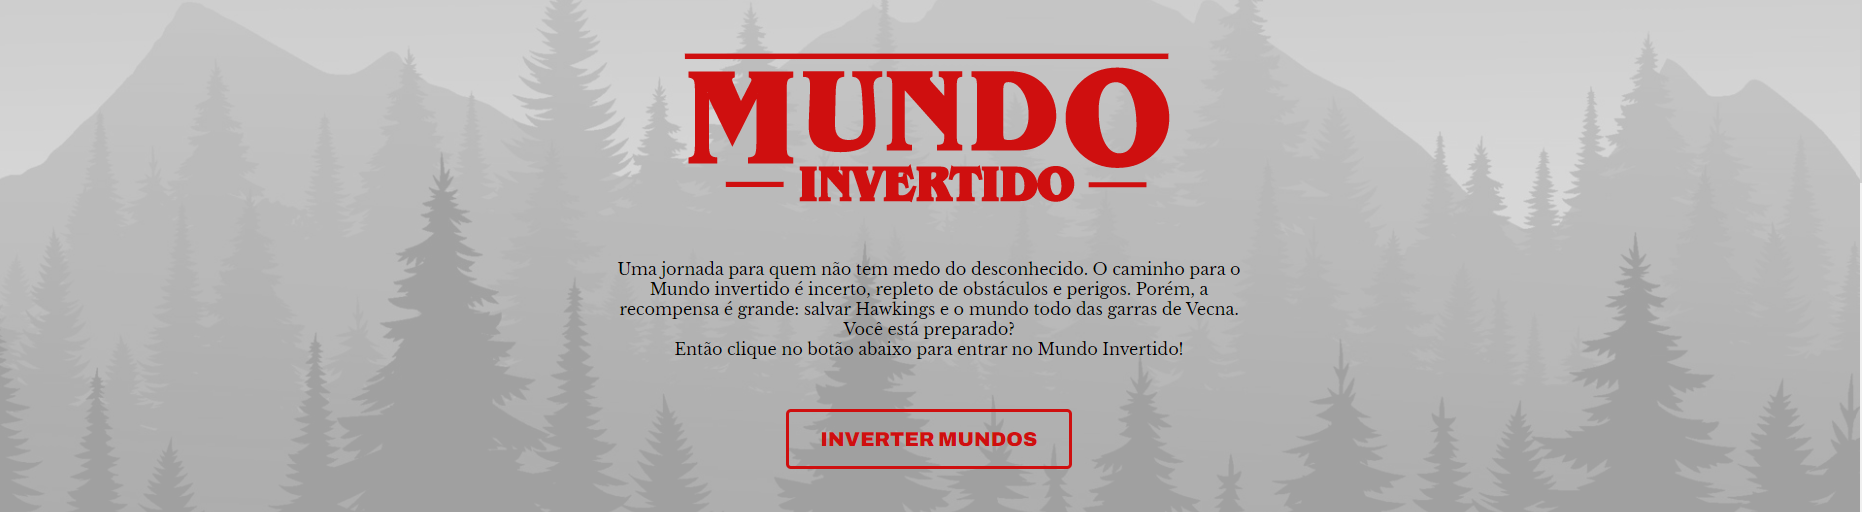 MUNDO
INVERTIDO
Uma jornada para quem não tem medo do desconhecido. O caminho para o
Mundo invertido é incerto, repleto de obstáculos e perigos. Porém, a
recompensa é grande: salvar Hawkings e o mundo todo das garras de Vecna.
Você está preparado?
Então clique no botão abaixo para entrar no Mundo Invertido!
INVERTER MUNDOS